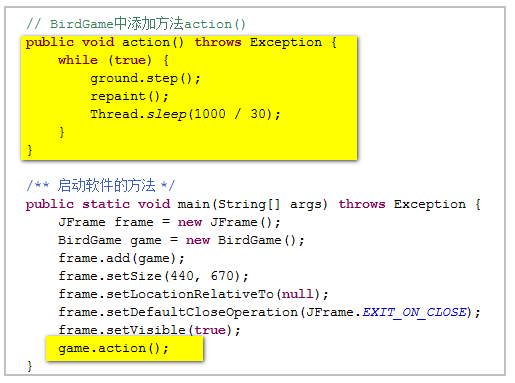 // BirdGame中添加方法action()
public void action() throws Exception {
while (true) {
ground.step();
repaint();
Thread.sleep(1000 / 30);
}
}
/** 启动软件的方法 */
public static void main(String[] args) throws Exception {
JFrame frame = new JFrame();
BirdGame game = new BirdGame();
frame.add(game);
frame.setSize(440, 670);
frame.setLocationRelativeTo(null);
frame.setDefaultCloseOperation(JFrame.EXIT_ON_CLOSE);
frame.setVisible(true);
game.action();
}